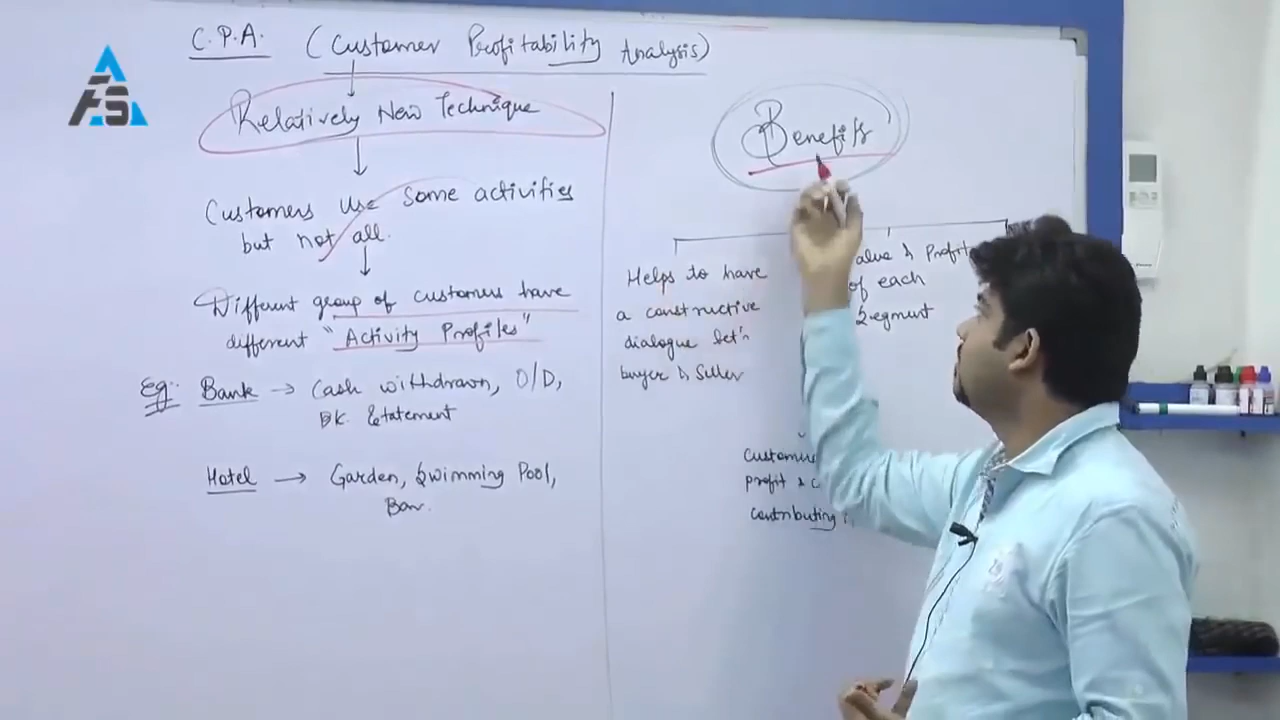 C.P.A. (Customer Profitability Analysis)
Relatively New Technique
Customers use some activities
but not all.
Different group of customers have
different "Activity Profiles"
Eg:- Bank → Cash withdrawn, O/D,
BK. Statement
Hotel → Garden, Swimming Pool,
Bar.
Benefits
Helps to have
a constructive
dialogue bet'n
buyer & Seller
& Profit
of each
Segment
profit &
contributing
AFS